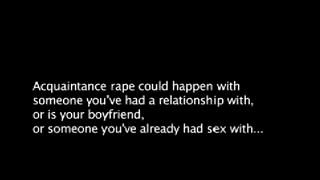 Acquaintance rape could happen with
someone you've had a relationship with,
or is your boyfriend,
or someone you've already had sex with...